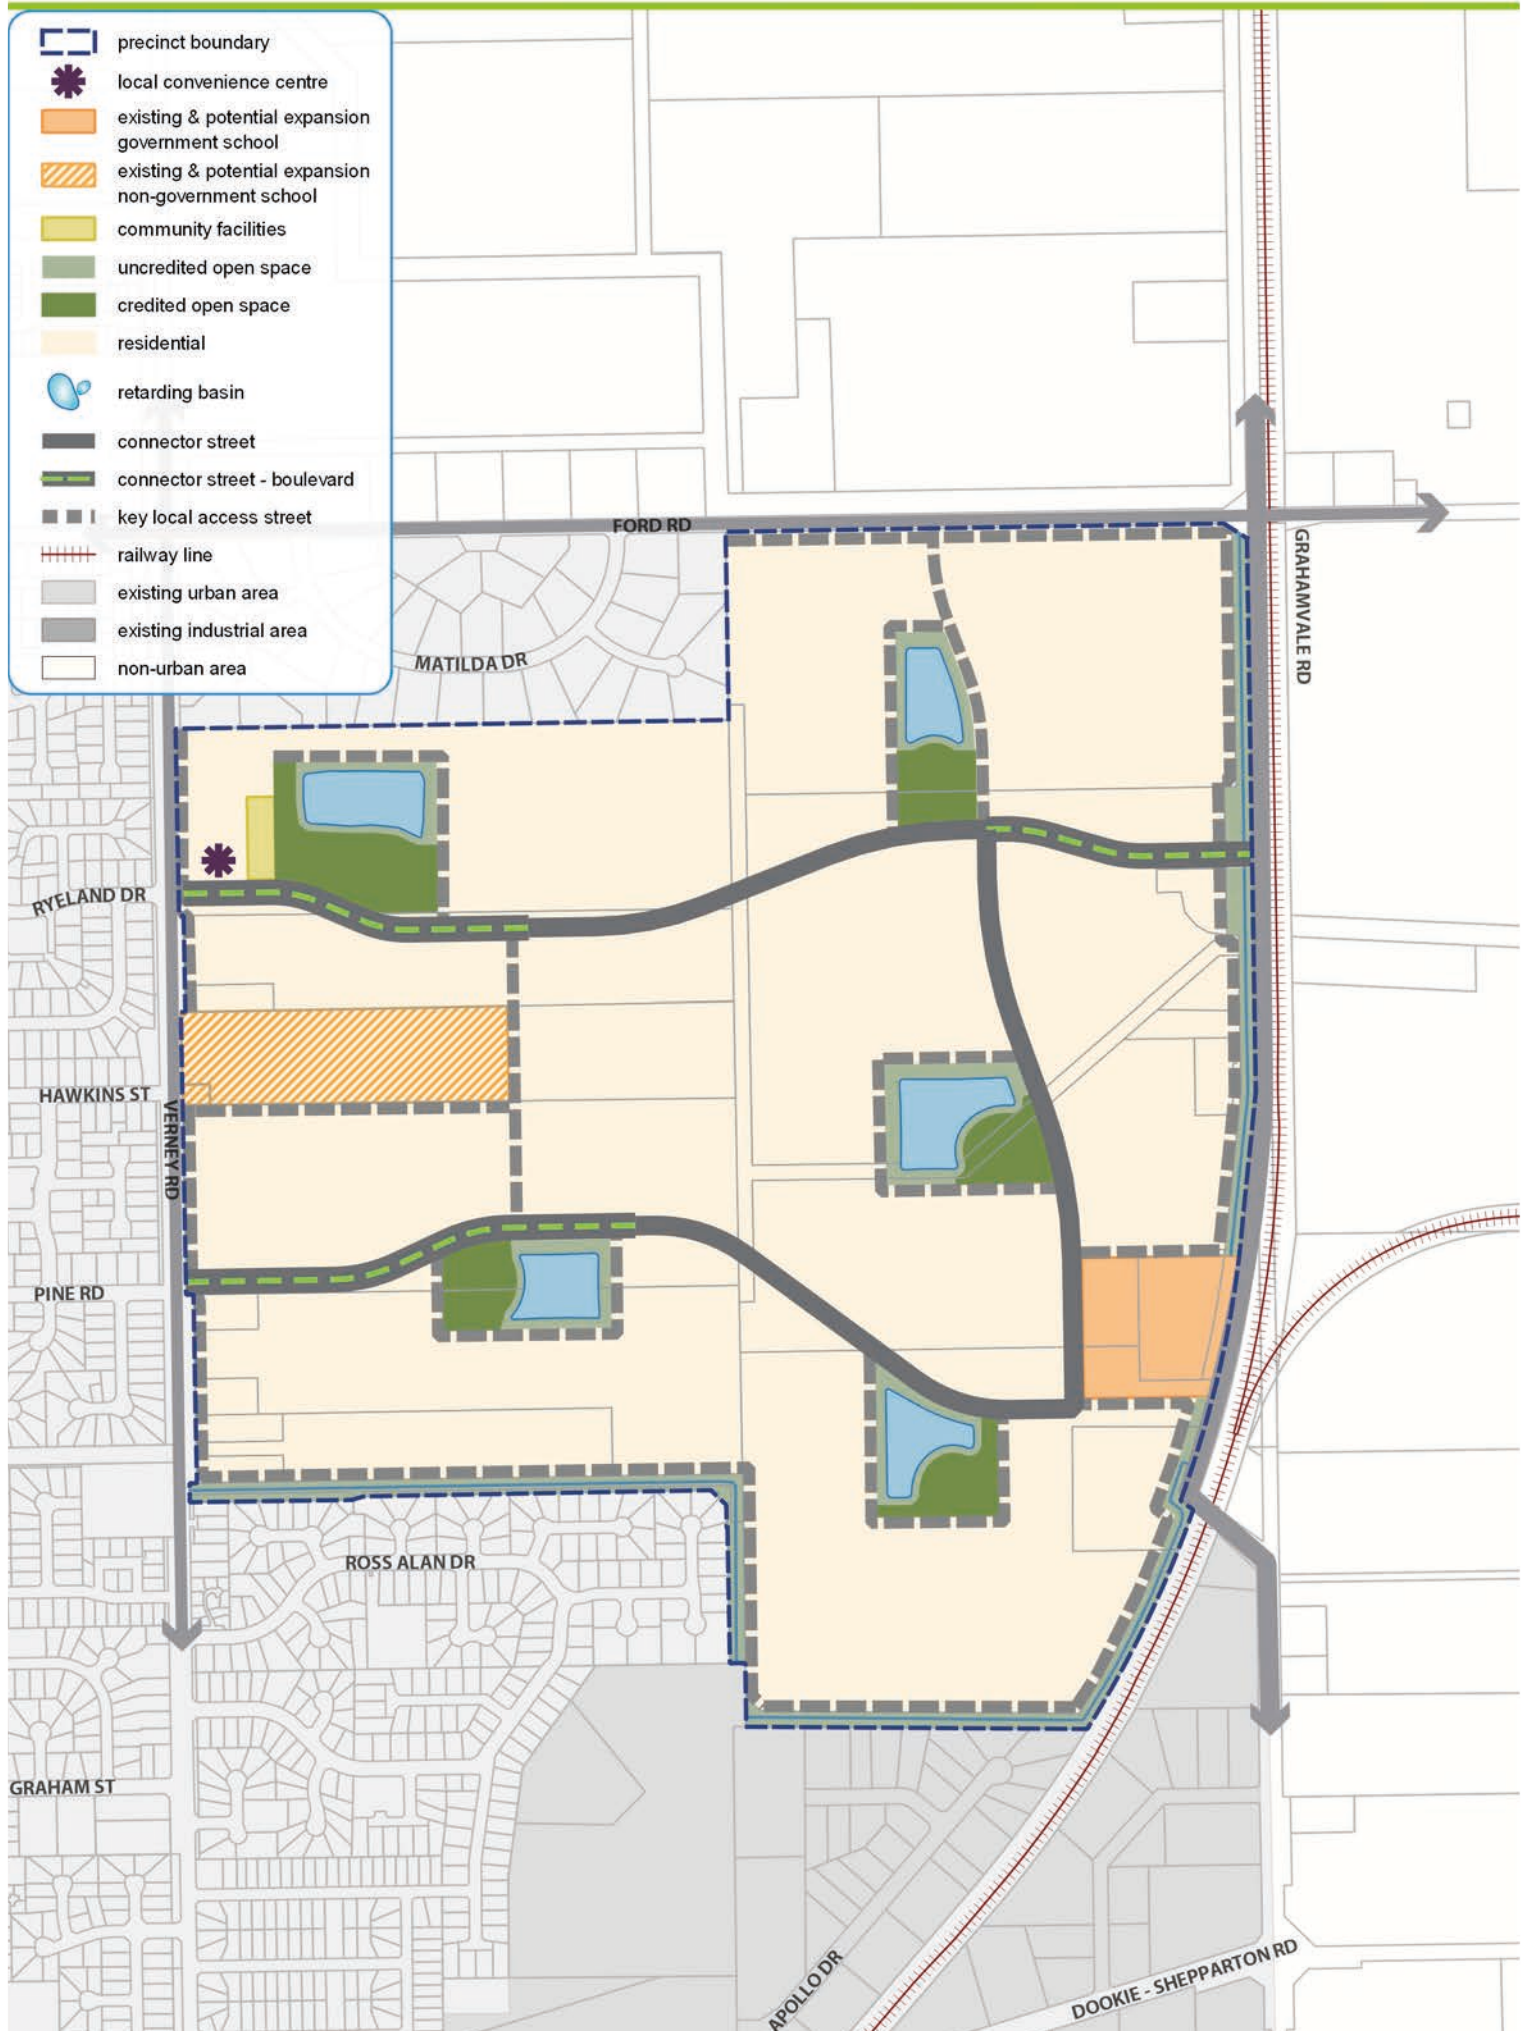 precinct boundary
local convenience centre
existing & potential expansion
government school
existing & potential expansion
non-government school
community facilities
uncredited open space
credited open space
residential
retarding basin
connector street
connector street - boulevard
key local access street
railway line
existing urban area
existing industrial area
non-urban area
FORD RD
GRAHAMVALE RD
MATILDA DR
RYELAND DR
HAWKINS ST
VERNEY RD
PINE RD
ROSS ALAN DR
GRAHAM ST
APOLLO DR
DOOKIE - SHEPPARTON RD